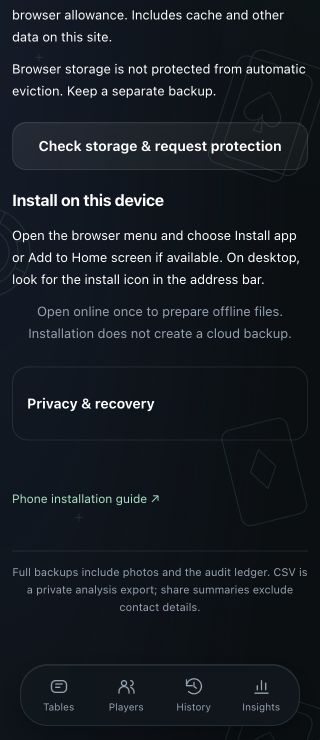 browser allowance. Includes cache and other
data on this site.
Browser storage is not protected from automatic
eviction. Keep a separate backup.
Check storage & request protection
Install on this device
Open the browser menu and choose Install app
or Add to Home screen if available. On desktop,
look for the install icon in the address bar.
Open online once to prepare offline files.
Installation does not create a cloud backup.
Privacy & recovery
Phone installation guide ↗
Full backups include photos and the audit ledger. CSV is
a private analysis export; share summaries exclude
contact details.
Tables
Players
History
Insights